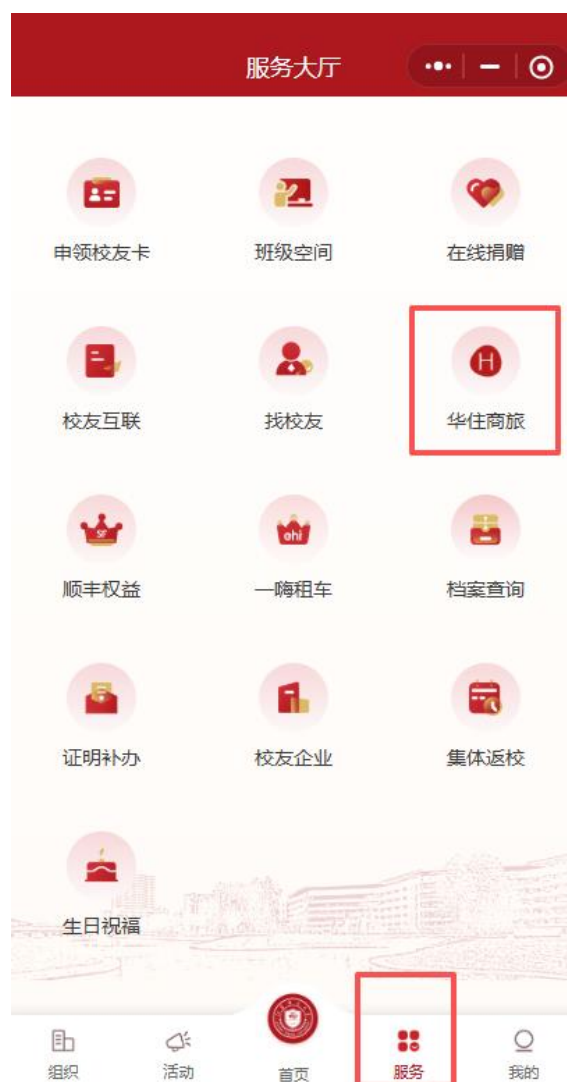 服务大厅
申领校友卡
班级空间
在线捐赠
校友互联
找校友
H
华住商旅
SF
顺丰权益
ehi
一嗨租车
档案查询
证明补办
校友企业
集体返校
生日祝福
组织
活动
首页
服务
我的